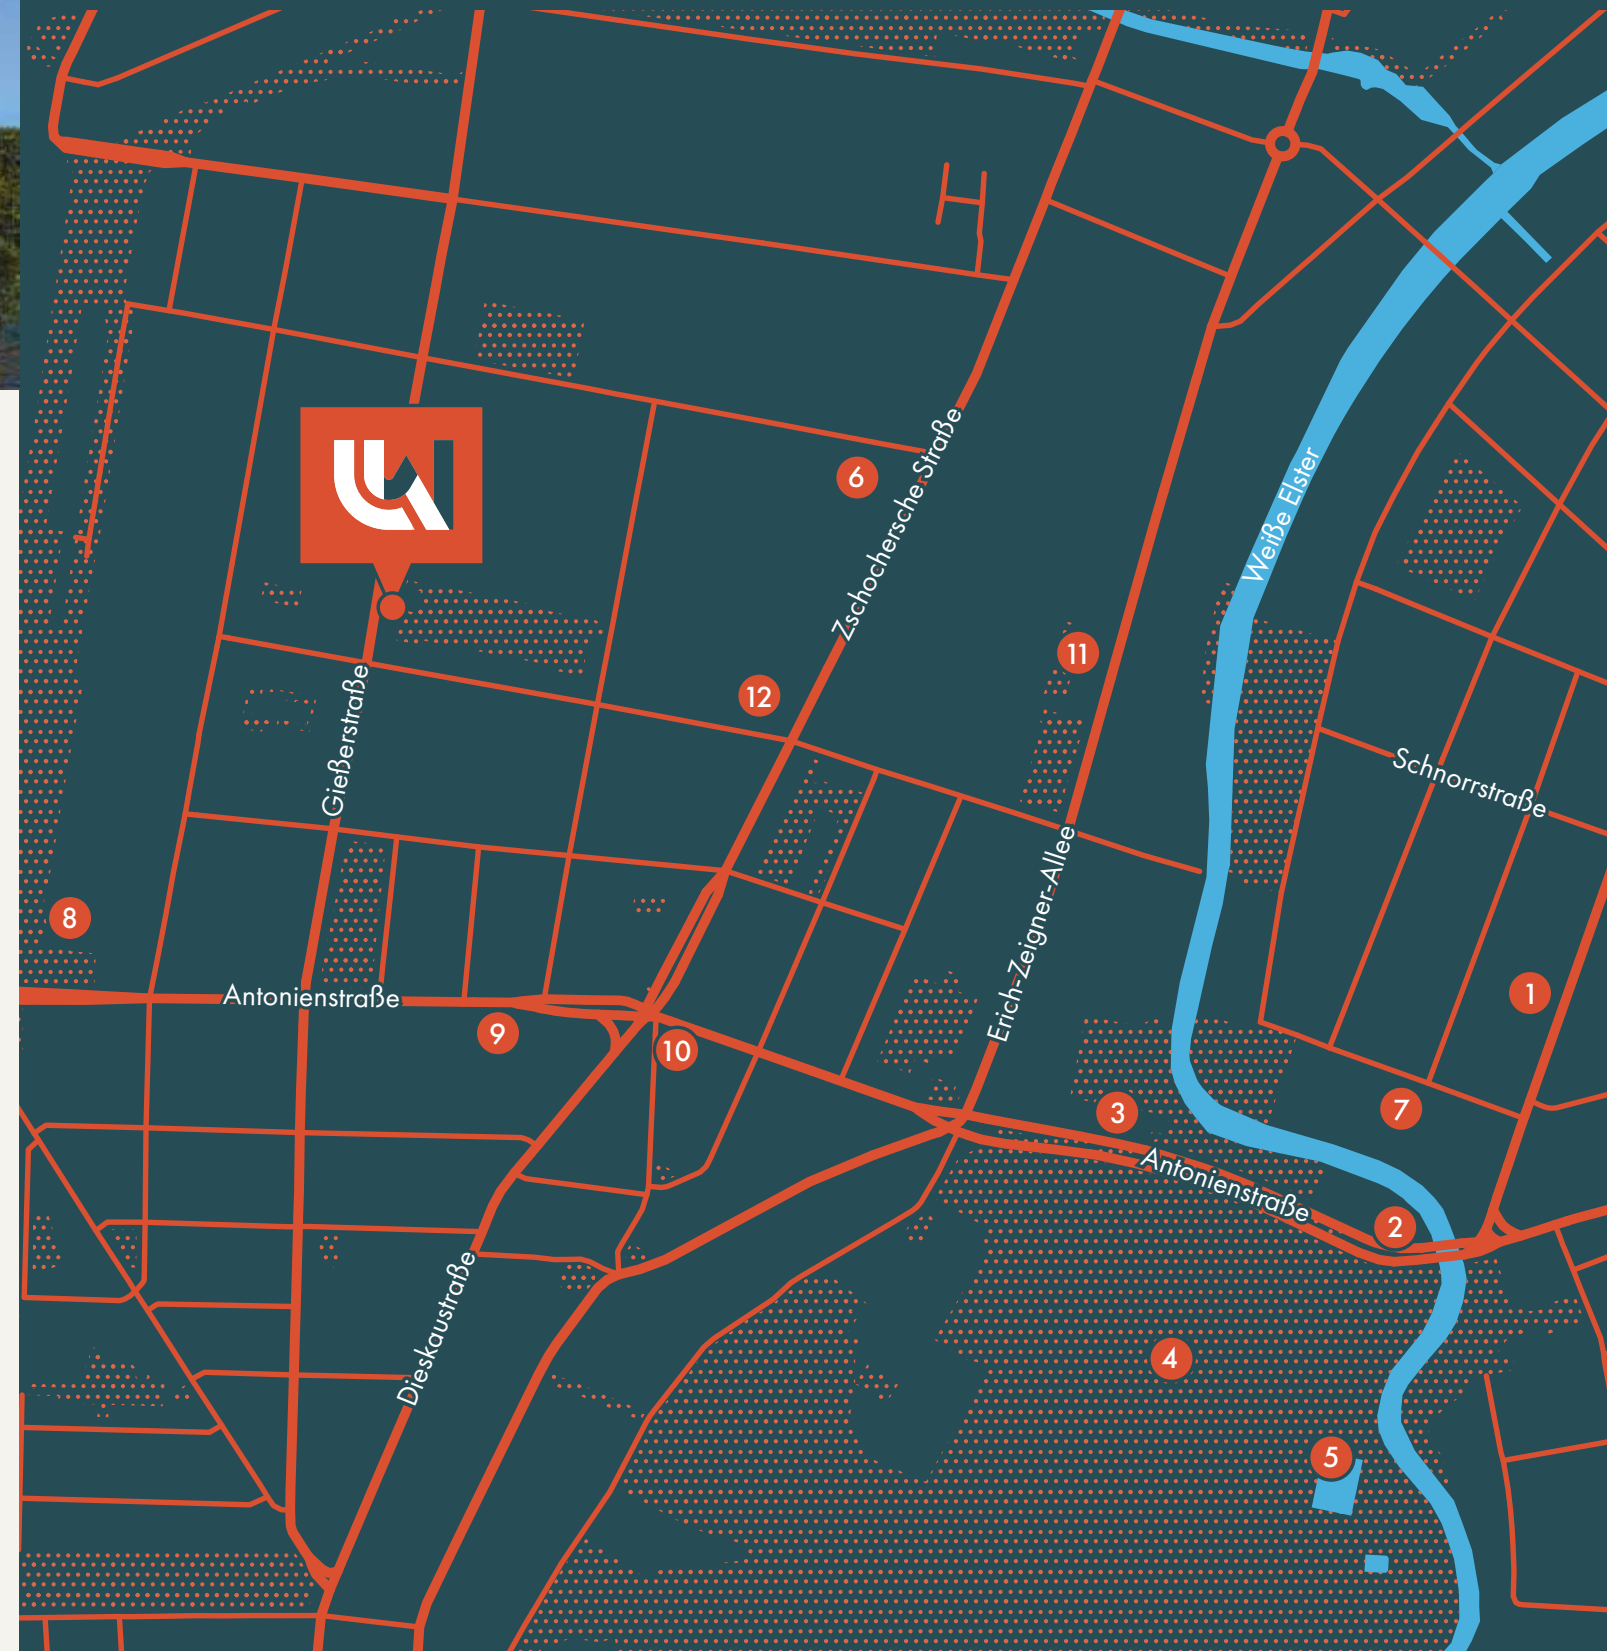 6
Zschochersche Straße
Weiße Elster
11
12
Gießerstraße
Schnorrstraße
8
Erich-Zeigner-Allee
Antonienstraße
1
9
10
3
7
Antonienstraße
2
Dieskaustraße
4
5